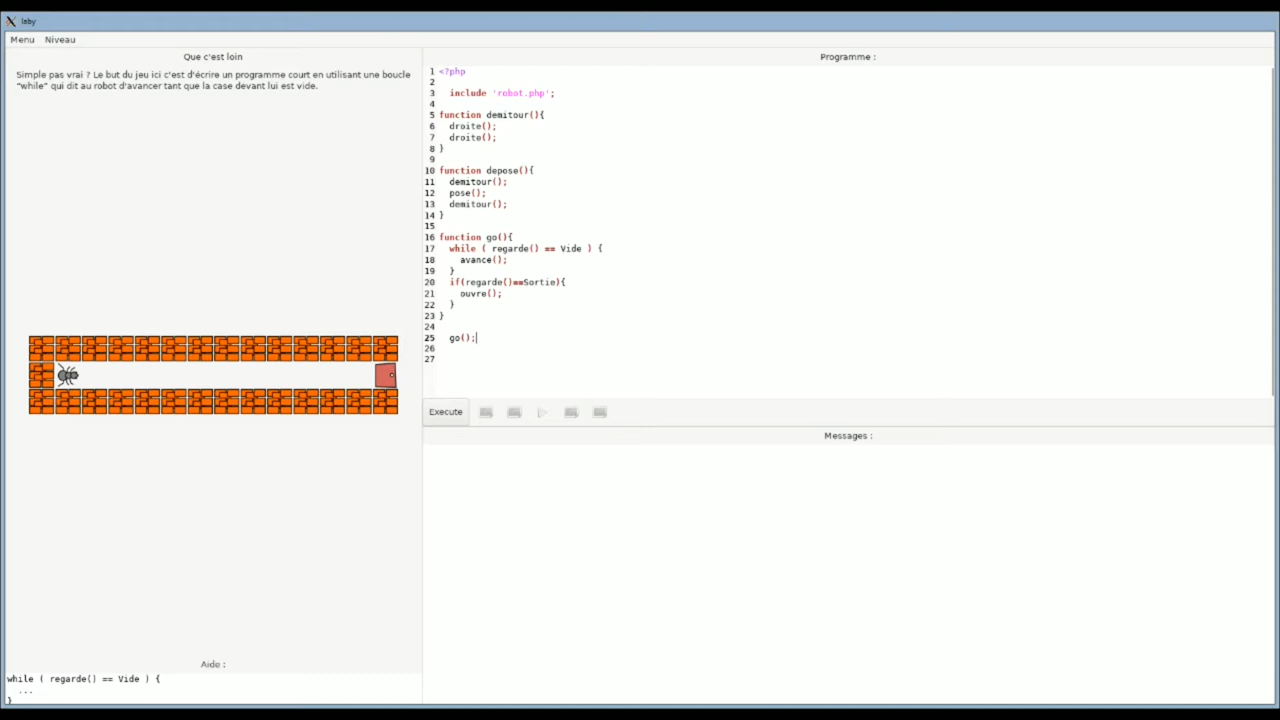 laby
Menu Niveau
Que c'est loin
Simple pas vrai ? Le but du jeu ici c'est d'écrire un programme court en utilisant une boucle
"while" qui dit au robot d'avancer tant que la case devant lui est vide.
Aide :
while ( regarde() == Vide ) {
...
}
Programme :
1 <?php
2
3 include 'robot.php';
4
5 function demitour(){
6 droite();
7 droite();
8 }
9
10 function depose(){
11 demitour();
12 pose();
13 demitour();
14 }
15
16 function go(){
17 while ( regarde() == Vide ) {
18 avance();
19 }
20 if(regarde()==Sortie){
21 ouvre();
22 }
23 }
24
25 go();
26
27
Execute
Messages :